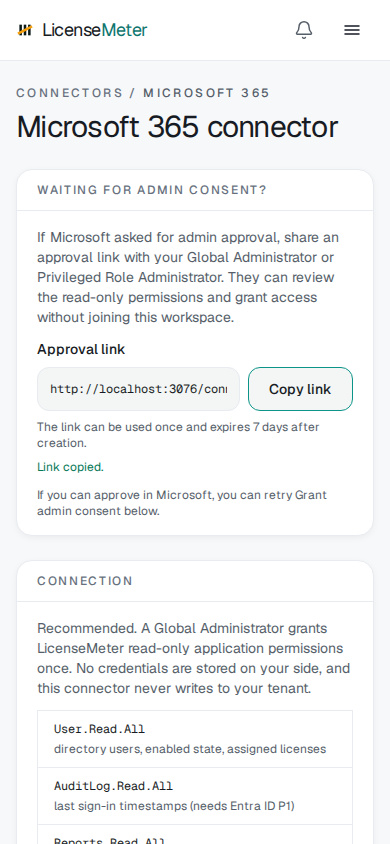 LicenseMeter
CONNECTORS / MICROSOFT 365
Microsoft 365 connector
WAITING FOR ADMIN CONSENT?
If Microsoft asked for admin approval, share an
approval link with your Global Administrator or
Privileged Role Administrator. They can review
the read-only permissions and grant access
without joining this workspace.
Approval link
http://localhost:3076/con
Copy link
The link can be used once and expires 7 days after
creation.
Link copied.
If you can approve in Microsoft, you can retry Grant
admin consent below.
CONNECTION
Recommended. A Global Administrator grants
LicenseMeter read-only application permissions
once. No credentials are stored on your side, and
this connector never writes to your tenant.
User.Read.All
directory users, enabled state, assigned licenses
AuditLog.Read.All
last sign-in timestamps (needs Entra ID P1)
Reports.Read.All